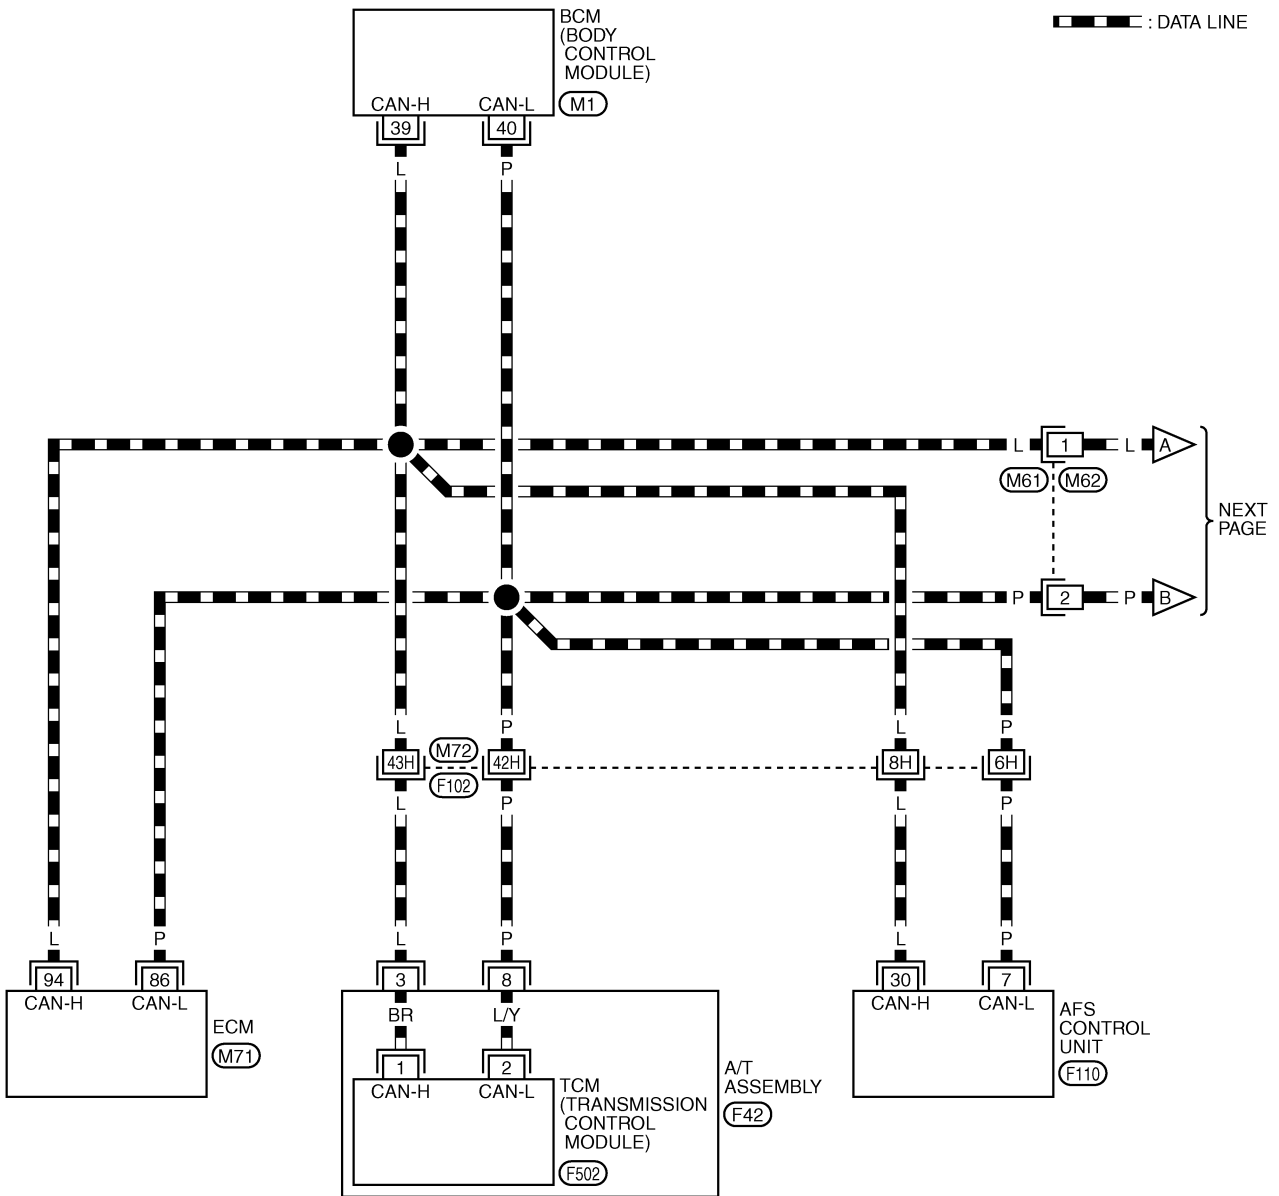 BCM
(BODY
CONTROL
MODULE)
M1
: DATA LINE
CAN-H
CAN-L
39
40
L
P
L
1
L
A
M61
M62
NEXT
PAGE
P
2
P
B
L
P
L
P
43H
M72
42H
8H
6H
F102
L
P
L
P
L
P
L
P
L
P
94
86
3
8
30
7
CAN-H
CAN-L
BR
L/Y
CAN-H
CAN-L
ECM
M71
AFS
CONTROL
UNIT
F110
1
2
CAN-H
CAN-L
TCM
(TRANSMISSION
CONTROL
MODULE)
F502
A/T
ASSEMBLY
F42